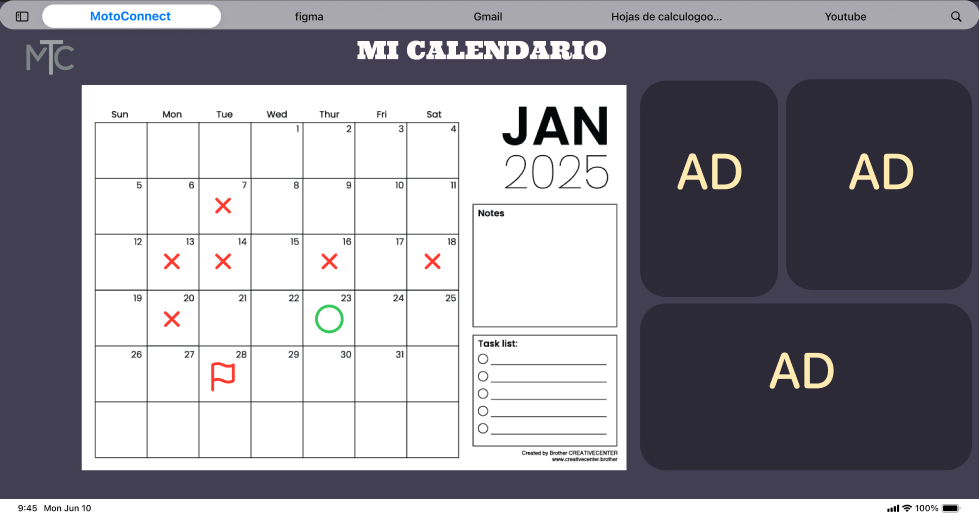 MotoConnect figma Gmail Hojas de calculogoo... Youtube
MTC
MI CALENDARIO
Sun Mon Tue Wed Thur Fri Sat
1 2 3 4
5 6 7 8 9 10 11
12 13 14 15 16 17 18
19 20 21 22 23 24 25
26 27 28 29 30 31
JAN
2025
Notes
Task list:
Created by Brother CREATIVECENTER
www.creativecenter.brother
AD AD
AD
9:45 Mon Jun 10 100%